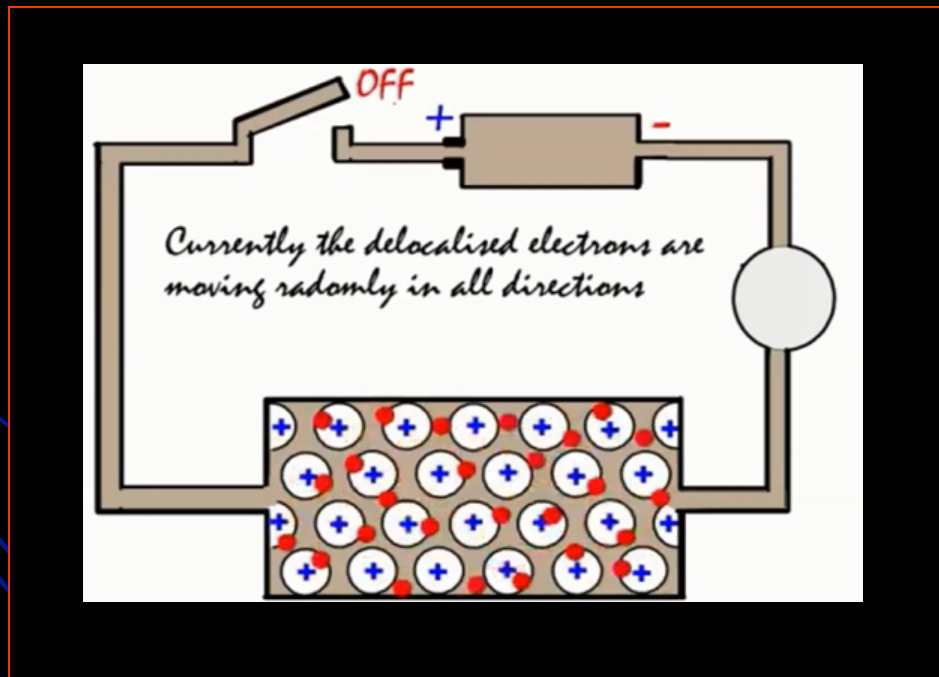 OFF
+ -
Currently the delocalised electrons are
moving radomly in all directions
+ + + + + + +
+ + + + + +
+ + + + + + +
+ + + + + +